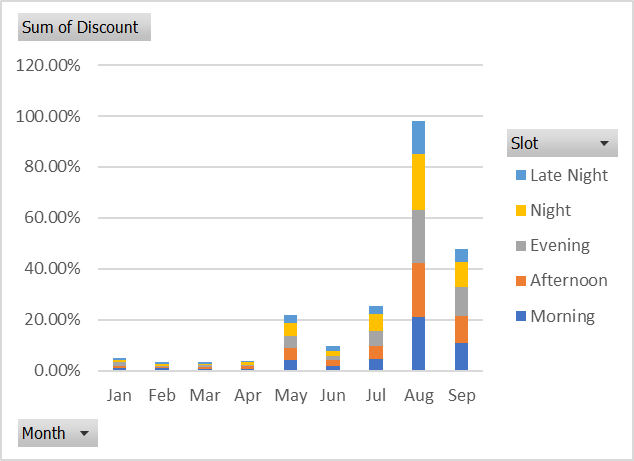 Sum of Discount
120.00%
100.00%
80.00%
60.00%
40.00%
20.00%
0.00%
Jan Feb Mar Apr May Jun Jul Aug Sep
Slot
Late Night
Night
Evening
Afternoon
Morning
Month